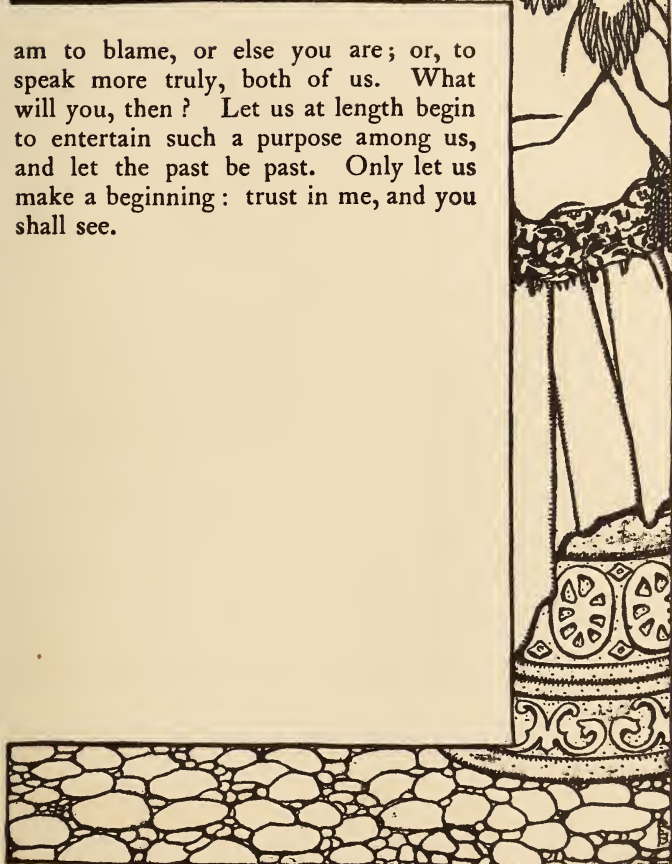 am to blame, or else you are; or, to
speak more truly, both of us. What
will you, then? Let us at length begin
to entertain such a purpose among us,
and let the past be past. Only let us
make a beginning: trust in me, and you
shall see.